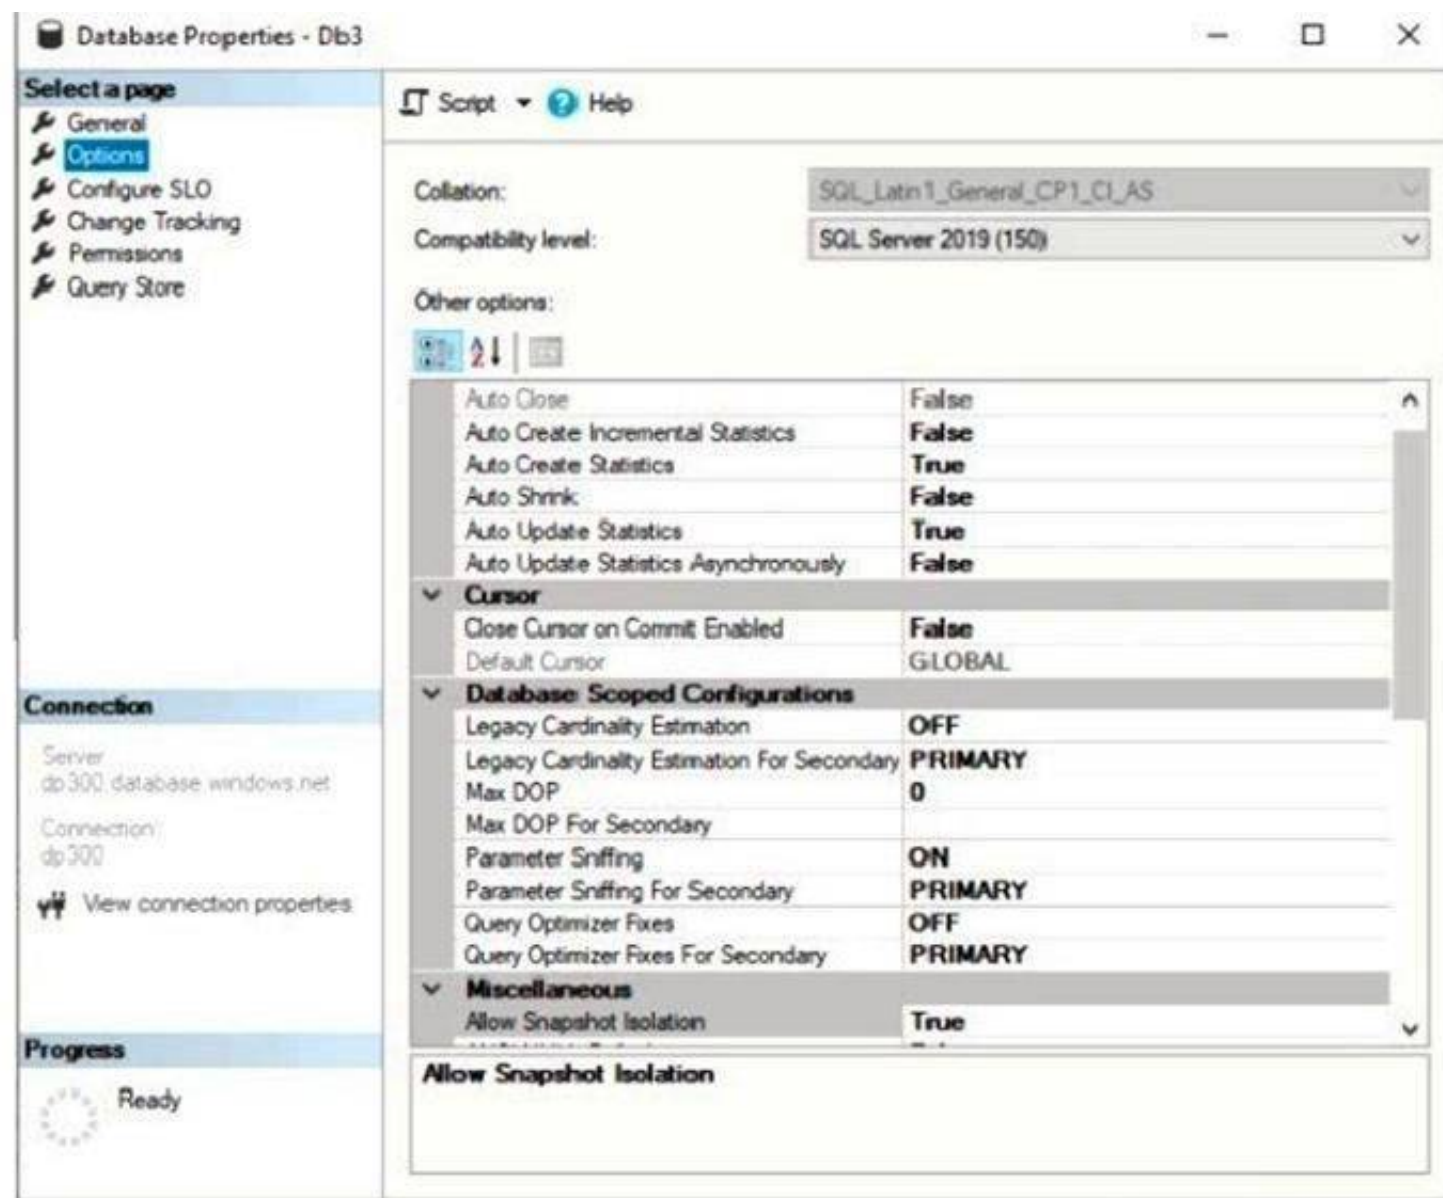 Database Properties - Db3
Select a page
General
Options
Configure SLO
Change Tracking
Permissions
Query Store
Connection
Server
dp300.database.windows.net
Connection:
dp300
View connection properties
Progress
Ready
Script
Help
Collation: SQL_Latin1_General_CP1_CI_AS
Compatibility level: SQL Server 2019 (150)
Other options:
Auto Close False
Auto Create Incremental Statistics False
Auto Create Statistics True
Auto Shrink False
Auto Update Statistics True
Auto Update Statistics Asynchronously False
Cursor
Close Cursor on Commit Enabled False
Default Cursor GLOBAL
Database Scoped Configurations
Legacy Cardinality Estimation OFF
Legacy Cardinality Estimation For Secondary PRIMARY
Max DOP 0
Max DOP For Secondary
Parameter Sniffing ON
Parameter Sniffing For Secondary PRIMARY
Query Optimizer Fixes OFF
Query Optimizer Fixes For Secondary PRIMARY
Miscellaneous
Allow Snapshot Isolation True
Allow Snapshot Isolation